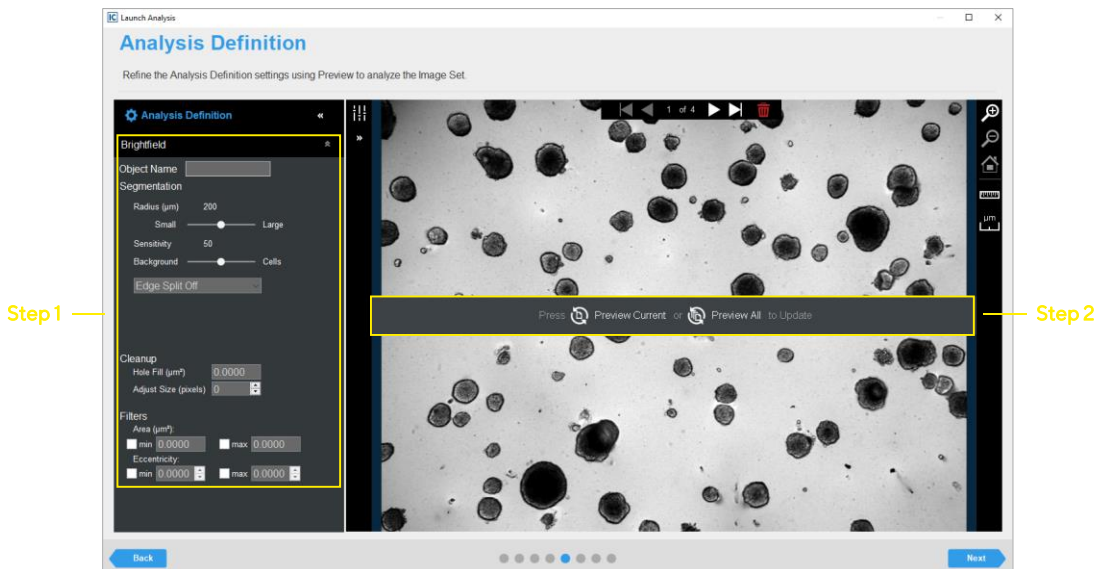 IC Launch Analysis
Analysis Definition
Refine the Analysis Definition settings using Preview to analyze the Image Set.
Analysis Definition «
1 of 4
»
Brightfield
Object Name
Segmentation
Radius (µm) 200
Small Large
Sensitivity 50
Background Cells
Edge Split Off
µm
Step 1
Press Preview Current or Preview All to Update
Step 2
Cleanup
Hole Fill (µm²) 0.0000
Adjust Size (pixels) 0
Filters
Area (µm²):
min 0.0000 max 0.0000
Eccentricity:
min 0.0000 max 0.0000
Back Next